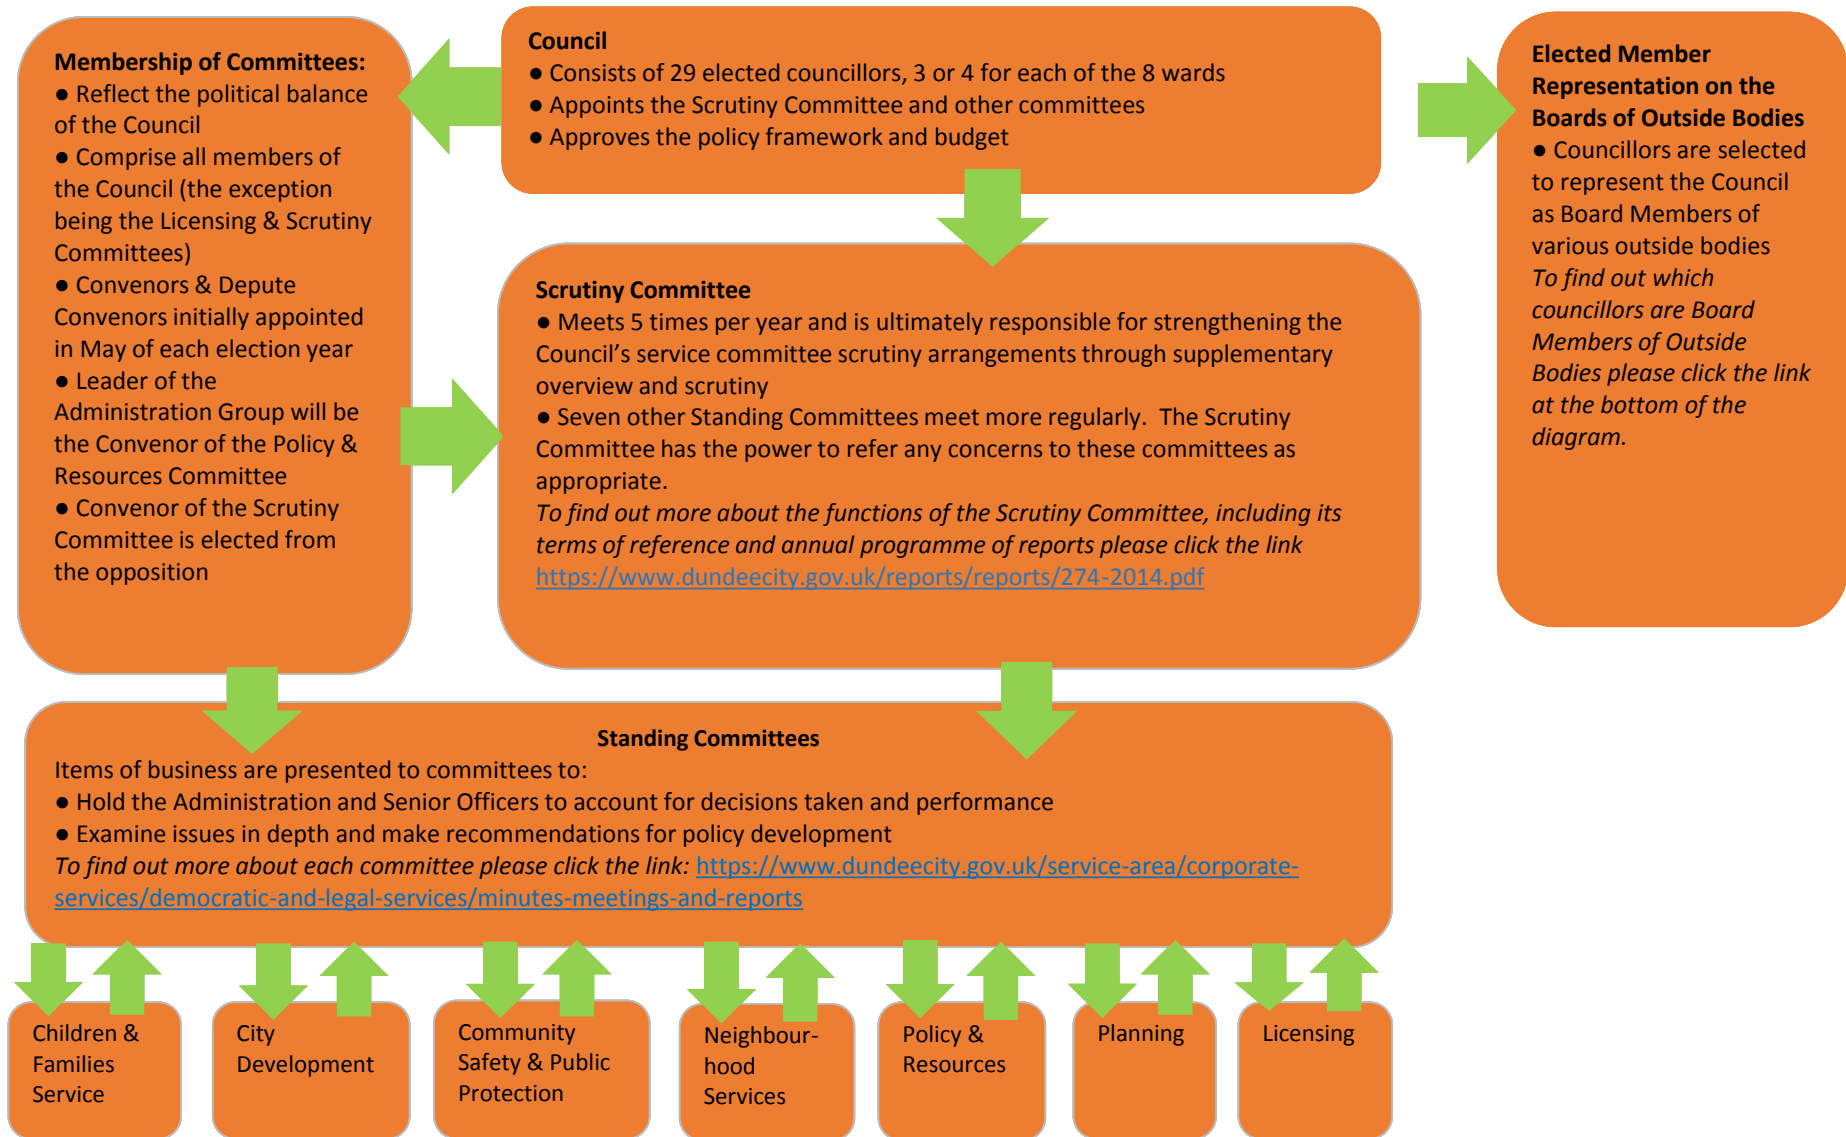 Membership of Committees:
● Reflect the political balance
of the Council
● Comprise all members of
the Council (the exception
being the Licensing & Scrutiny
Committees)
● Convenors & Depute
Convenors initially appointed
in May of each election year
● Leader of the
Administration Group will be
the Convenor of the Policy &
Resources Committee
● Convenor of the Scrutiny
Committee is elected from
the opposition
Council
● Consists of 29 elected councillors, 3 or 4 for each of the 8 wards
● Appoints the Scrutiny Committee and other committees
● Approves the policy framework and budget
Elected Member
Representation on the
Boards of Outside Bodies
● Councillors are selected
to represent the Council
as Board Members of
various outside bodies
To find out which
councillors are Board
Members of Outside
Bodies please click the link
at the bottom of the
diagram.
Scrutiny Committee
● Meets 5 times per year and is ultimately responsible for strengthening the
Council’s service committee scrutiny arrangements through supplementary
overview and scrutiny
● Seven other Standing Committees meet more regularly.  The Scrutiny
Committee has the power to refer any concerns to these committees as
appropriate.
To find out more about the functions of the Scrutiny Committee, including its
terms of reference and annual programme of reports please click the link
https://www.dundeecity.gov.uk/reports/reports/274-2014.pdf
Standing Committees
Items of business are presented to committees to:
● Hold the Administration and Senior Officers to account for decisions taken and performance
● Examine issues in depth and make recommendations for policy development
To find out more about each committee please click the link: https://www.dundeecity.gov.uk/service-area/corporate-
services/democratic-and-legal-services/minutes-meetings-and-reports
Children &
Families
Service
City
Development
Community
Safety & Public
Protection
Neighbour-
hood
Services
Policy &
Resources
Planning
Licensing